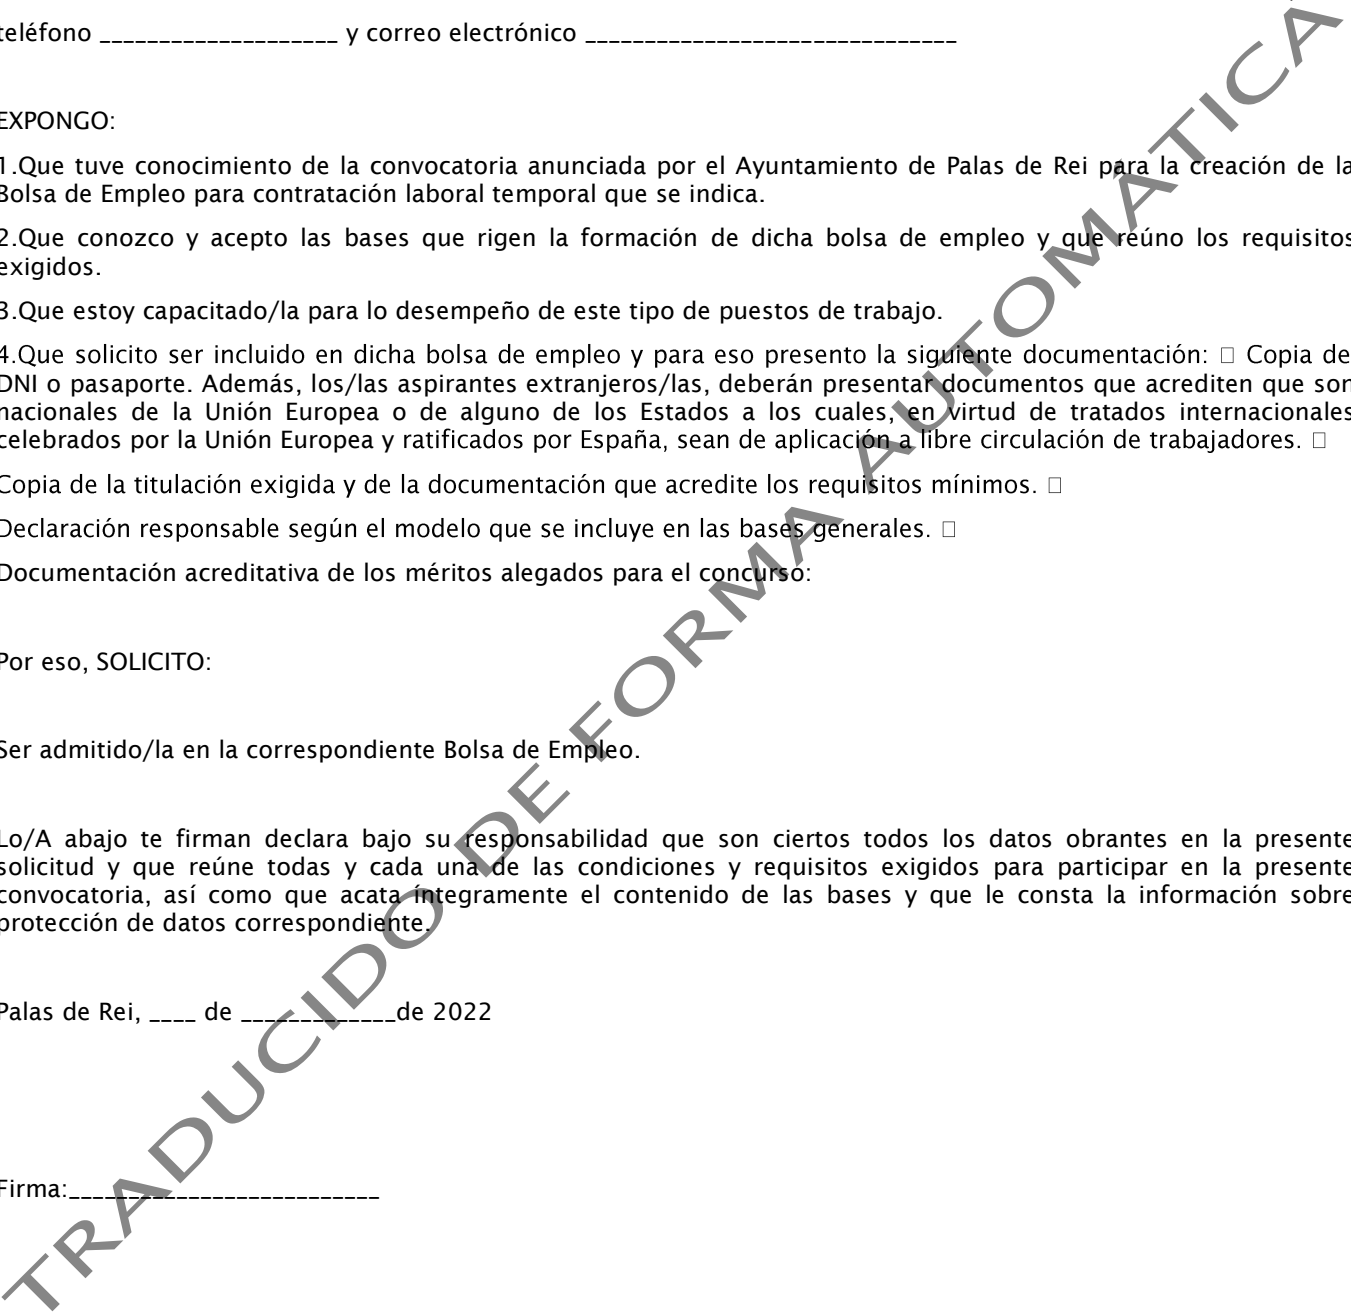 teléfono ____________________ y correo electrónico _______________________________
EXPONGO:
1.Que tuve conocimiento de la convocatoria anunciada por el Ayuntamiento de Palas de Rei para la creación de la
Bolsa de Empleo para contratación laboral temporal que se indica.
2.Que conozco y acepto las bases que rigen la formación de dicha bolsa de empleo y que reúno los requisitos
exigidos.
3.Que estoy capacitado/la para lo desempeño de este tipo de puestos de trabajo.
4.Que solicito ser incluido en dicha bolsa de empleo y para eso presento la siguiente documentación: □ Copia de
DNI o pasaporte. Además, los/las aspirantes extranjeros/las, deberán presentar documentos que acrediten que son
nacionales de la Unión Europea o de alguno de los Estados a los cuales, en virtud de tratados internacionales
celebrados por la Unión Europea y ratificados por España, sean de aplicación a libre circulación de trabajadores. □
Copia de la titulación exigida y de la documentación que acredite los requisitos mínimos. □
Declaración responsable según el modelo que se incluye en las bases generales. □
Documentación acreditativa de los méritos alegados para el concurso:
Por eso, SOLICITO:
Ser admitido/la en la correspondiente Bolsa de Empleo.
Lo/A abajo te firman declara bajo su responsabilidad que son ciertos todos los datos obrantes en la presente
solicitud y que reúne todas y cada una de las condiciones y requisitos exigidos para participar en la presente
convocatoria, así como que acata íntegramente el contenido de las bases y que le consta la información sobre
protección de datos correspondiente.
Palas de Rei, ____ de _____________de 2022
Firma:__________________________
TRADUCIDO DE FORMA AUTOMÁTICA